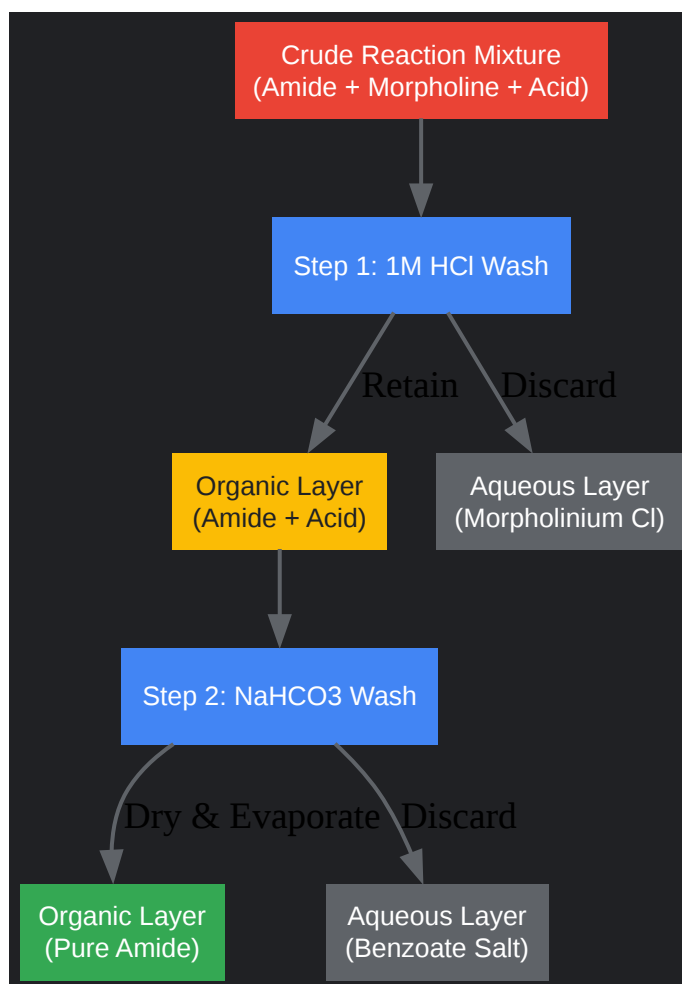 Crude Reaction Mixture
(Amide + Morpholine + Acid)
Step 1: 1M HCl Wash
Retain
Discard
Organic Layer
(Amide + Acid)
Aqueous Layer
(Morpholinium Cl)
Step 2: NaHCO3 Wash
Dry & Evaporate
Discard
Organic Layer
(Pure Amide)
Aqueous Layer
(Benzoate Salt)